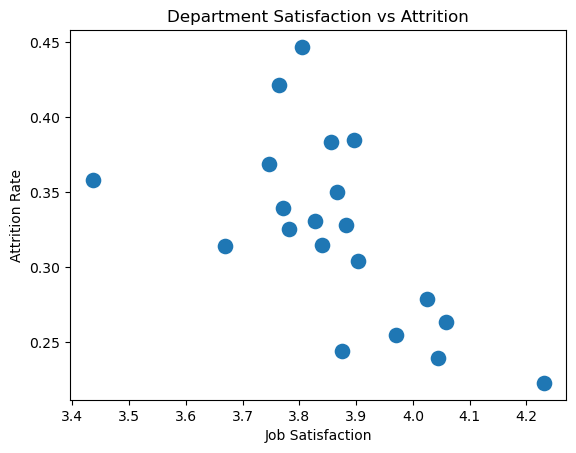 Department Satisfaction vs Attrition
0.45
0.40
0.35
0.30
0.25
Attrition Rate
3.4 3.5 3.6 3.7 3.8 3.9 4.0 4.1 4.2
Job Satisfaction